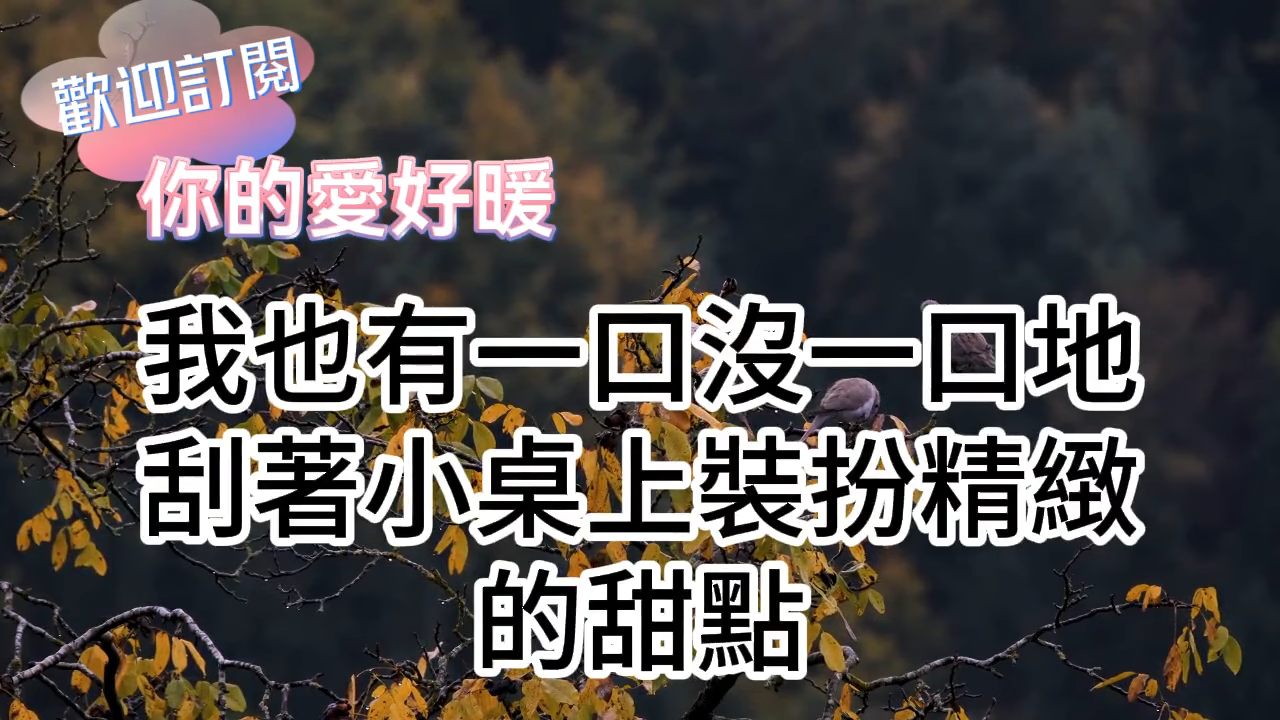 歡迎訂閱
你的愛好暖
我也有一口沒一口地
刮著小桌上裝扮精緻
的甜點